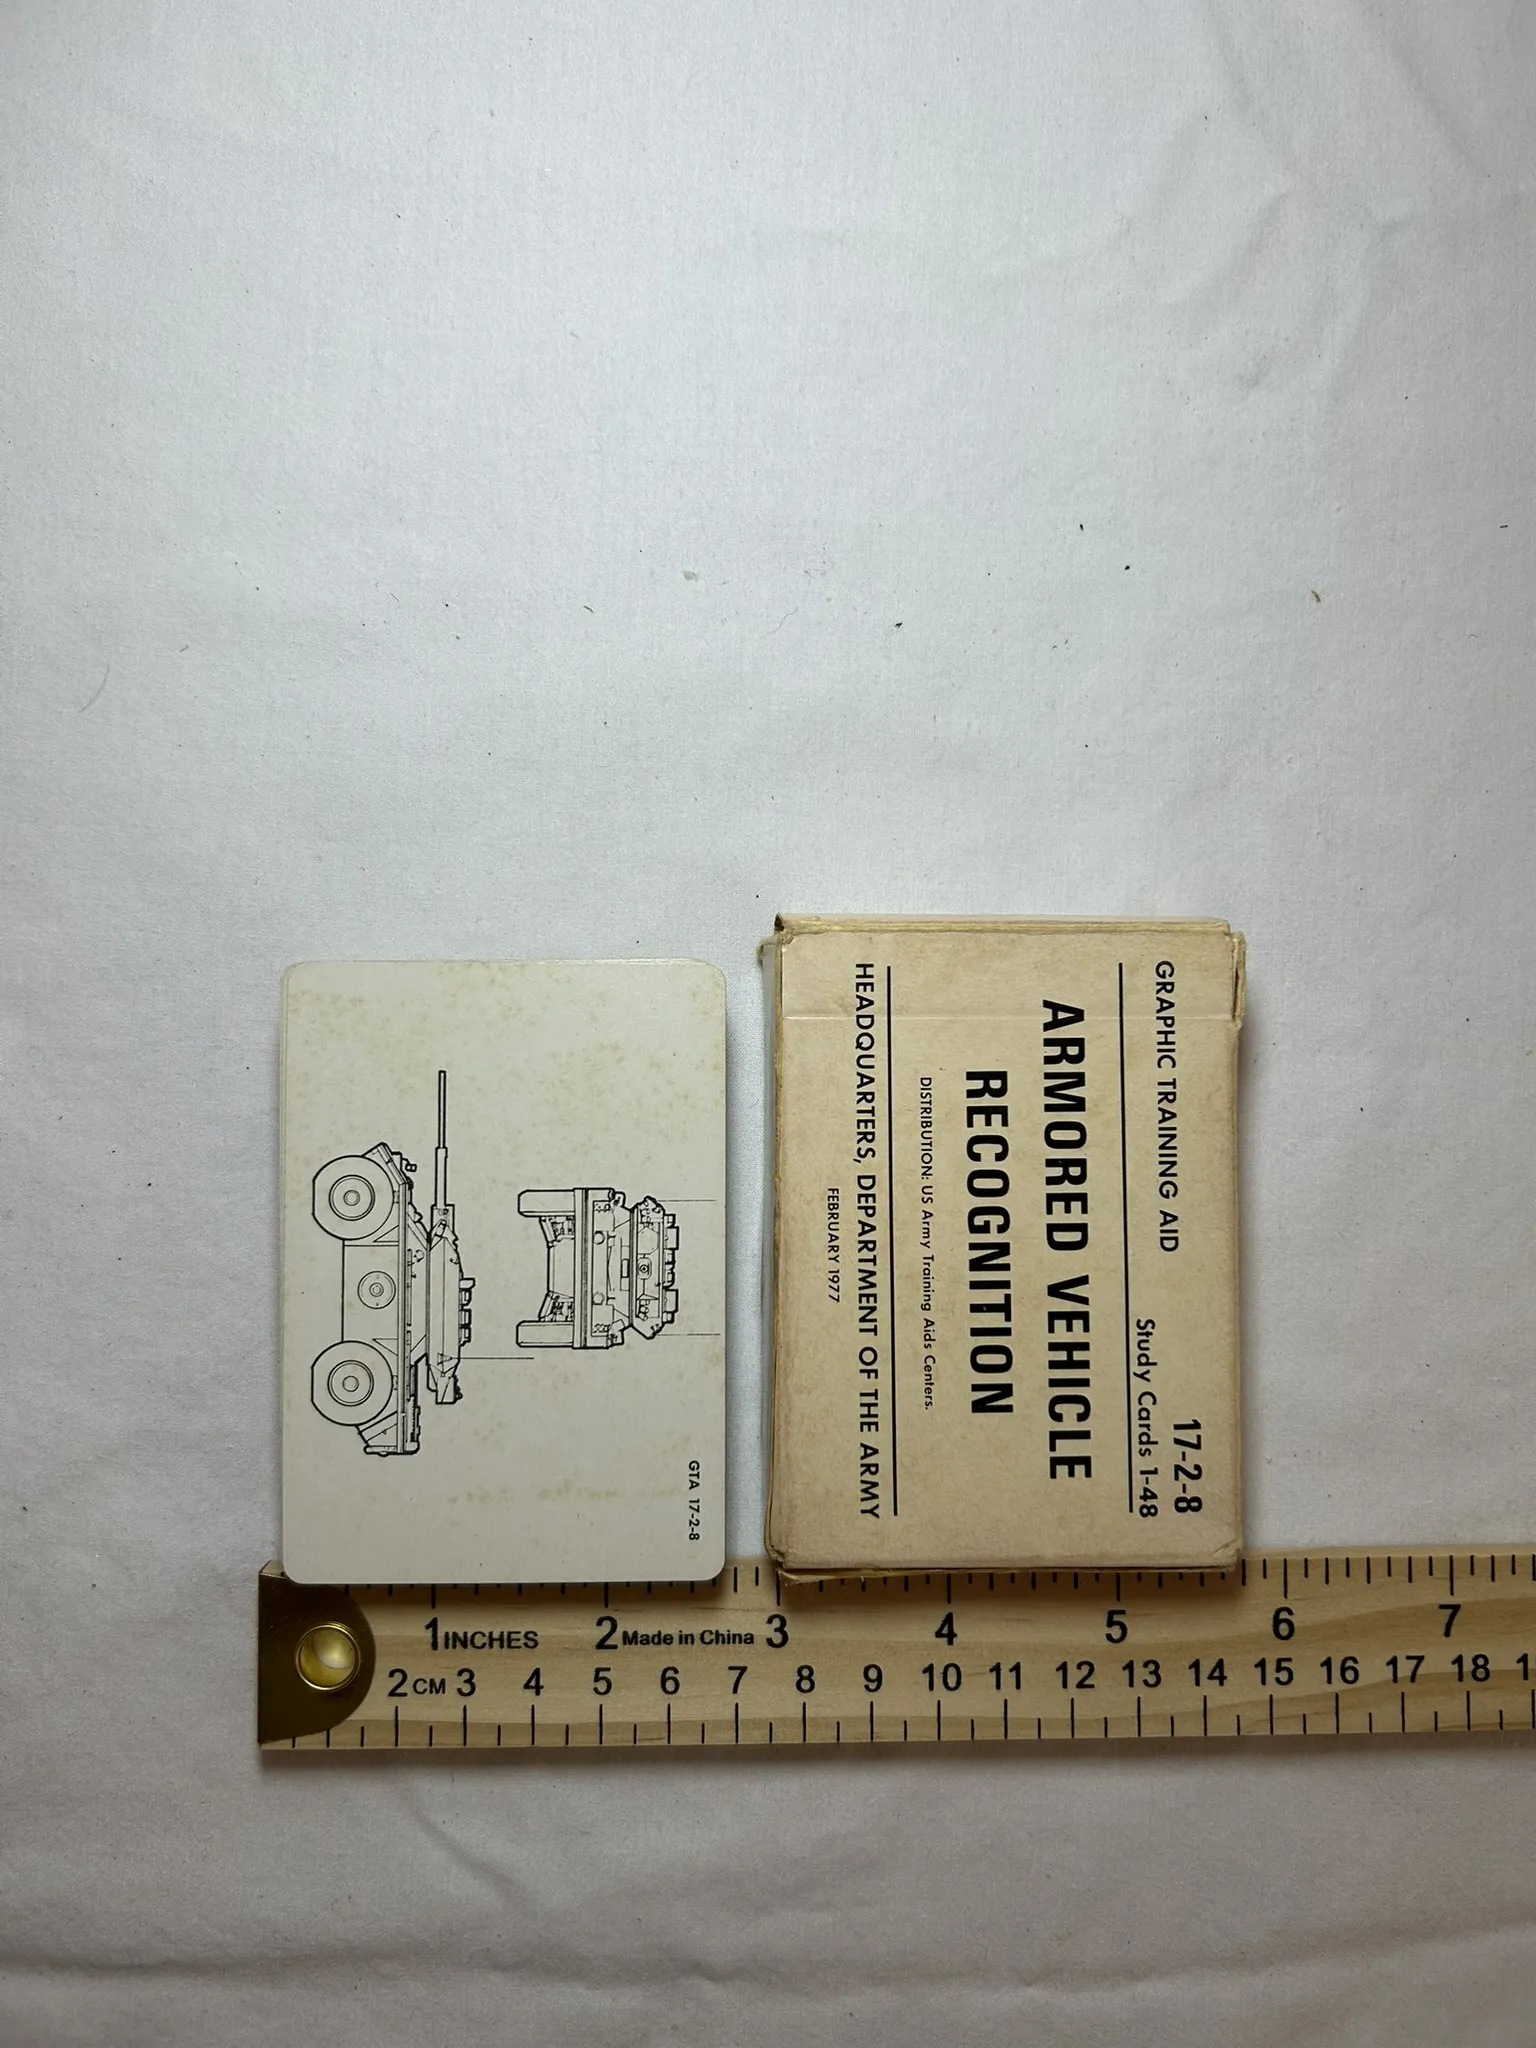 GTA 17-2-8
GRAPHIC TRAINING AID
17-2-8
Study Cards 1-48
ARMORED VEHICLE
RECOGNITION
DISTRIBUTION: US Army Training Aids Centers.
HEADQUARTERS, DEPARTMENT OF THE ARMY
FEBRUARY 1977
1 INCHES 2 Made in China 3 4 5 6 7
2 CM 3 4 5 6 7 8 9 10 11 12 13 14 15 16 17 18